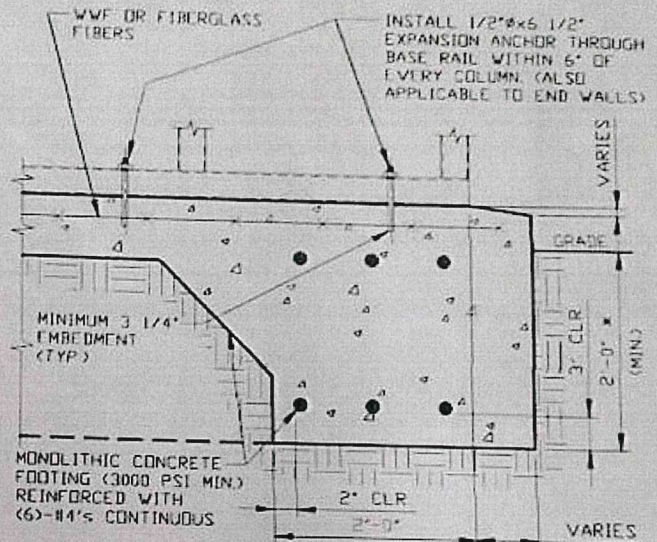 WWF OR FIBERGLASS
FIBERS
INSTALL 1/2"øx6 1/2"
EXPANSION ANCHOR THROUGH
BASE RAIL WITHIN 6" OF
EVERY COLUMN. (ALSO
APPLICABLE TO END WALLS)
VARIES
GRADE
MINIMUM 3 1/4"
EMBEDMENT
(TYP.)
3" CLR
2'-0" *
(MIN.)
MONOLITHIC CONCRETE
FOOTING (3000 PSI MIN.)
REINFORCED WITH
(6)-#4's CONTINUOUS
2" CLR
2'-0"
VARIES